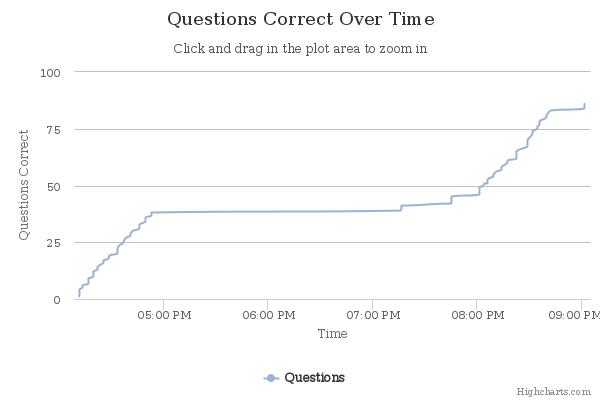 Questions Correct Over Time
Click and drag in the plot area to zoom in
Questions Correct
100
75
50
25
0
05:00 PM 06:00 PM 07:00 PM 08:00 PM 09:00 PM
Time
Questions
Highcharts.com